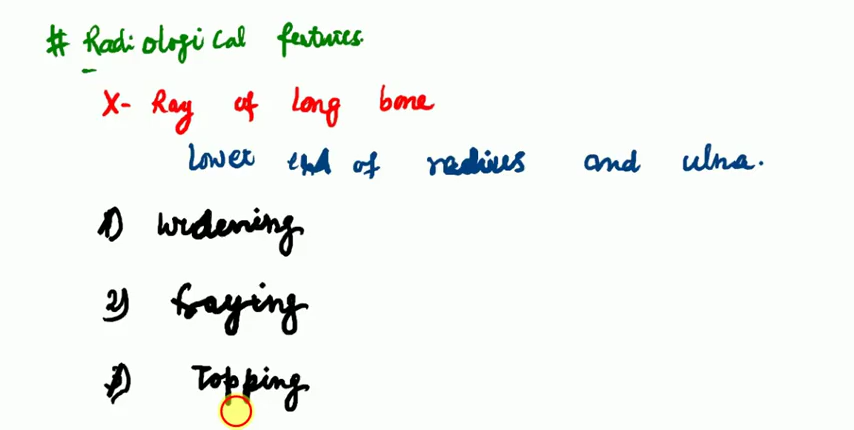 # Radiological features.
X-Ray of long bone
lower end of radius and ulna.
1) Widening
2) fraying
3) Topping